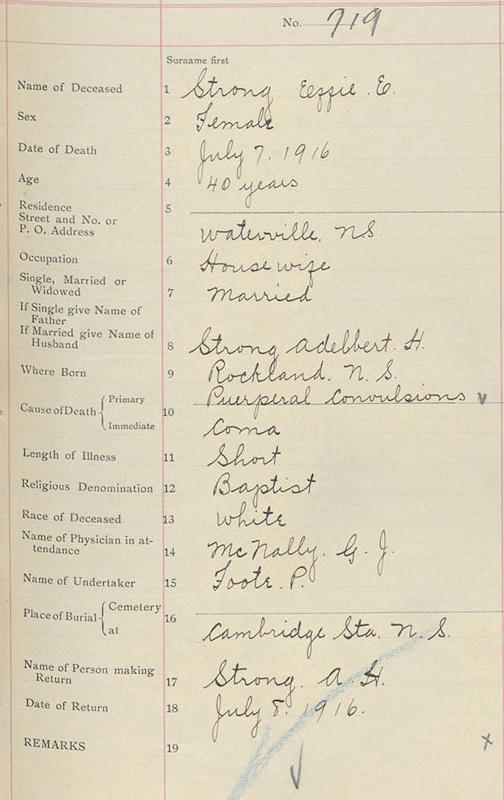 No. 719
Surname first
Name of Deceased 1 Strong Effie. E.
Sex 2 Female
Date of Death 3 July 7. 1916
Age 4 40 years
Residence
Street and No. or 5
P. O. Address Waterville, N.S.
Occupation 6 Housewife
Single, Married or
Widowed 7 Married
If Single give Name of
Father
If Married give Name of
Husband 8 Strong Adelbert. H.
Where Born 9 Rockland. N. S.
Cause of Death Primary 10 Puerperal Convulsions
Immediate Coma
Length of Illness 11 Short
Religious Denomination 12 Baptist
Race of Deceased 13 White
Name of Physician in at-
tendance 14 McNally. G. J.
Name of Undertaker 15 Foote. P.
Place of Burial Cemetery 16
at Cambridge Sta. N. S.
Name of Person making
Return 17 Strong. A. H.
Date of Return 18 July 8. 1916.
REMARKS 19